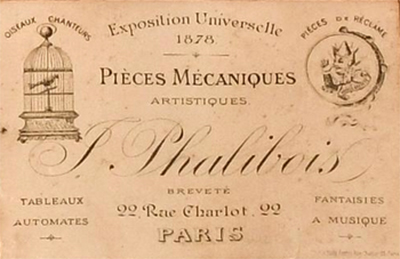 OISEAUX CHANTEURS
Exposition Universelle
1878.
PIÈCES DE RÉCLAME
PIÈCES MÉCANIQUES
ARTISTIQUES.
J. Phalibois
BREVETÉ
22 Rue Charlot. 22
PARIS
TABLEAUX
AUTOMATES
FANTAISIES
A MUSIQUE